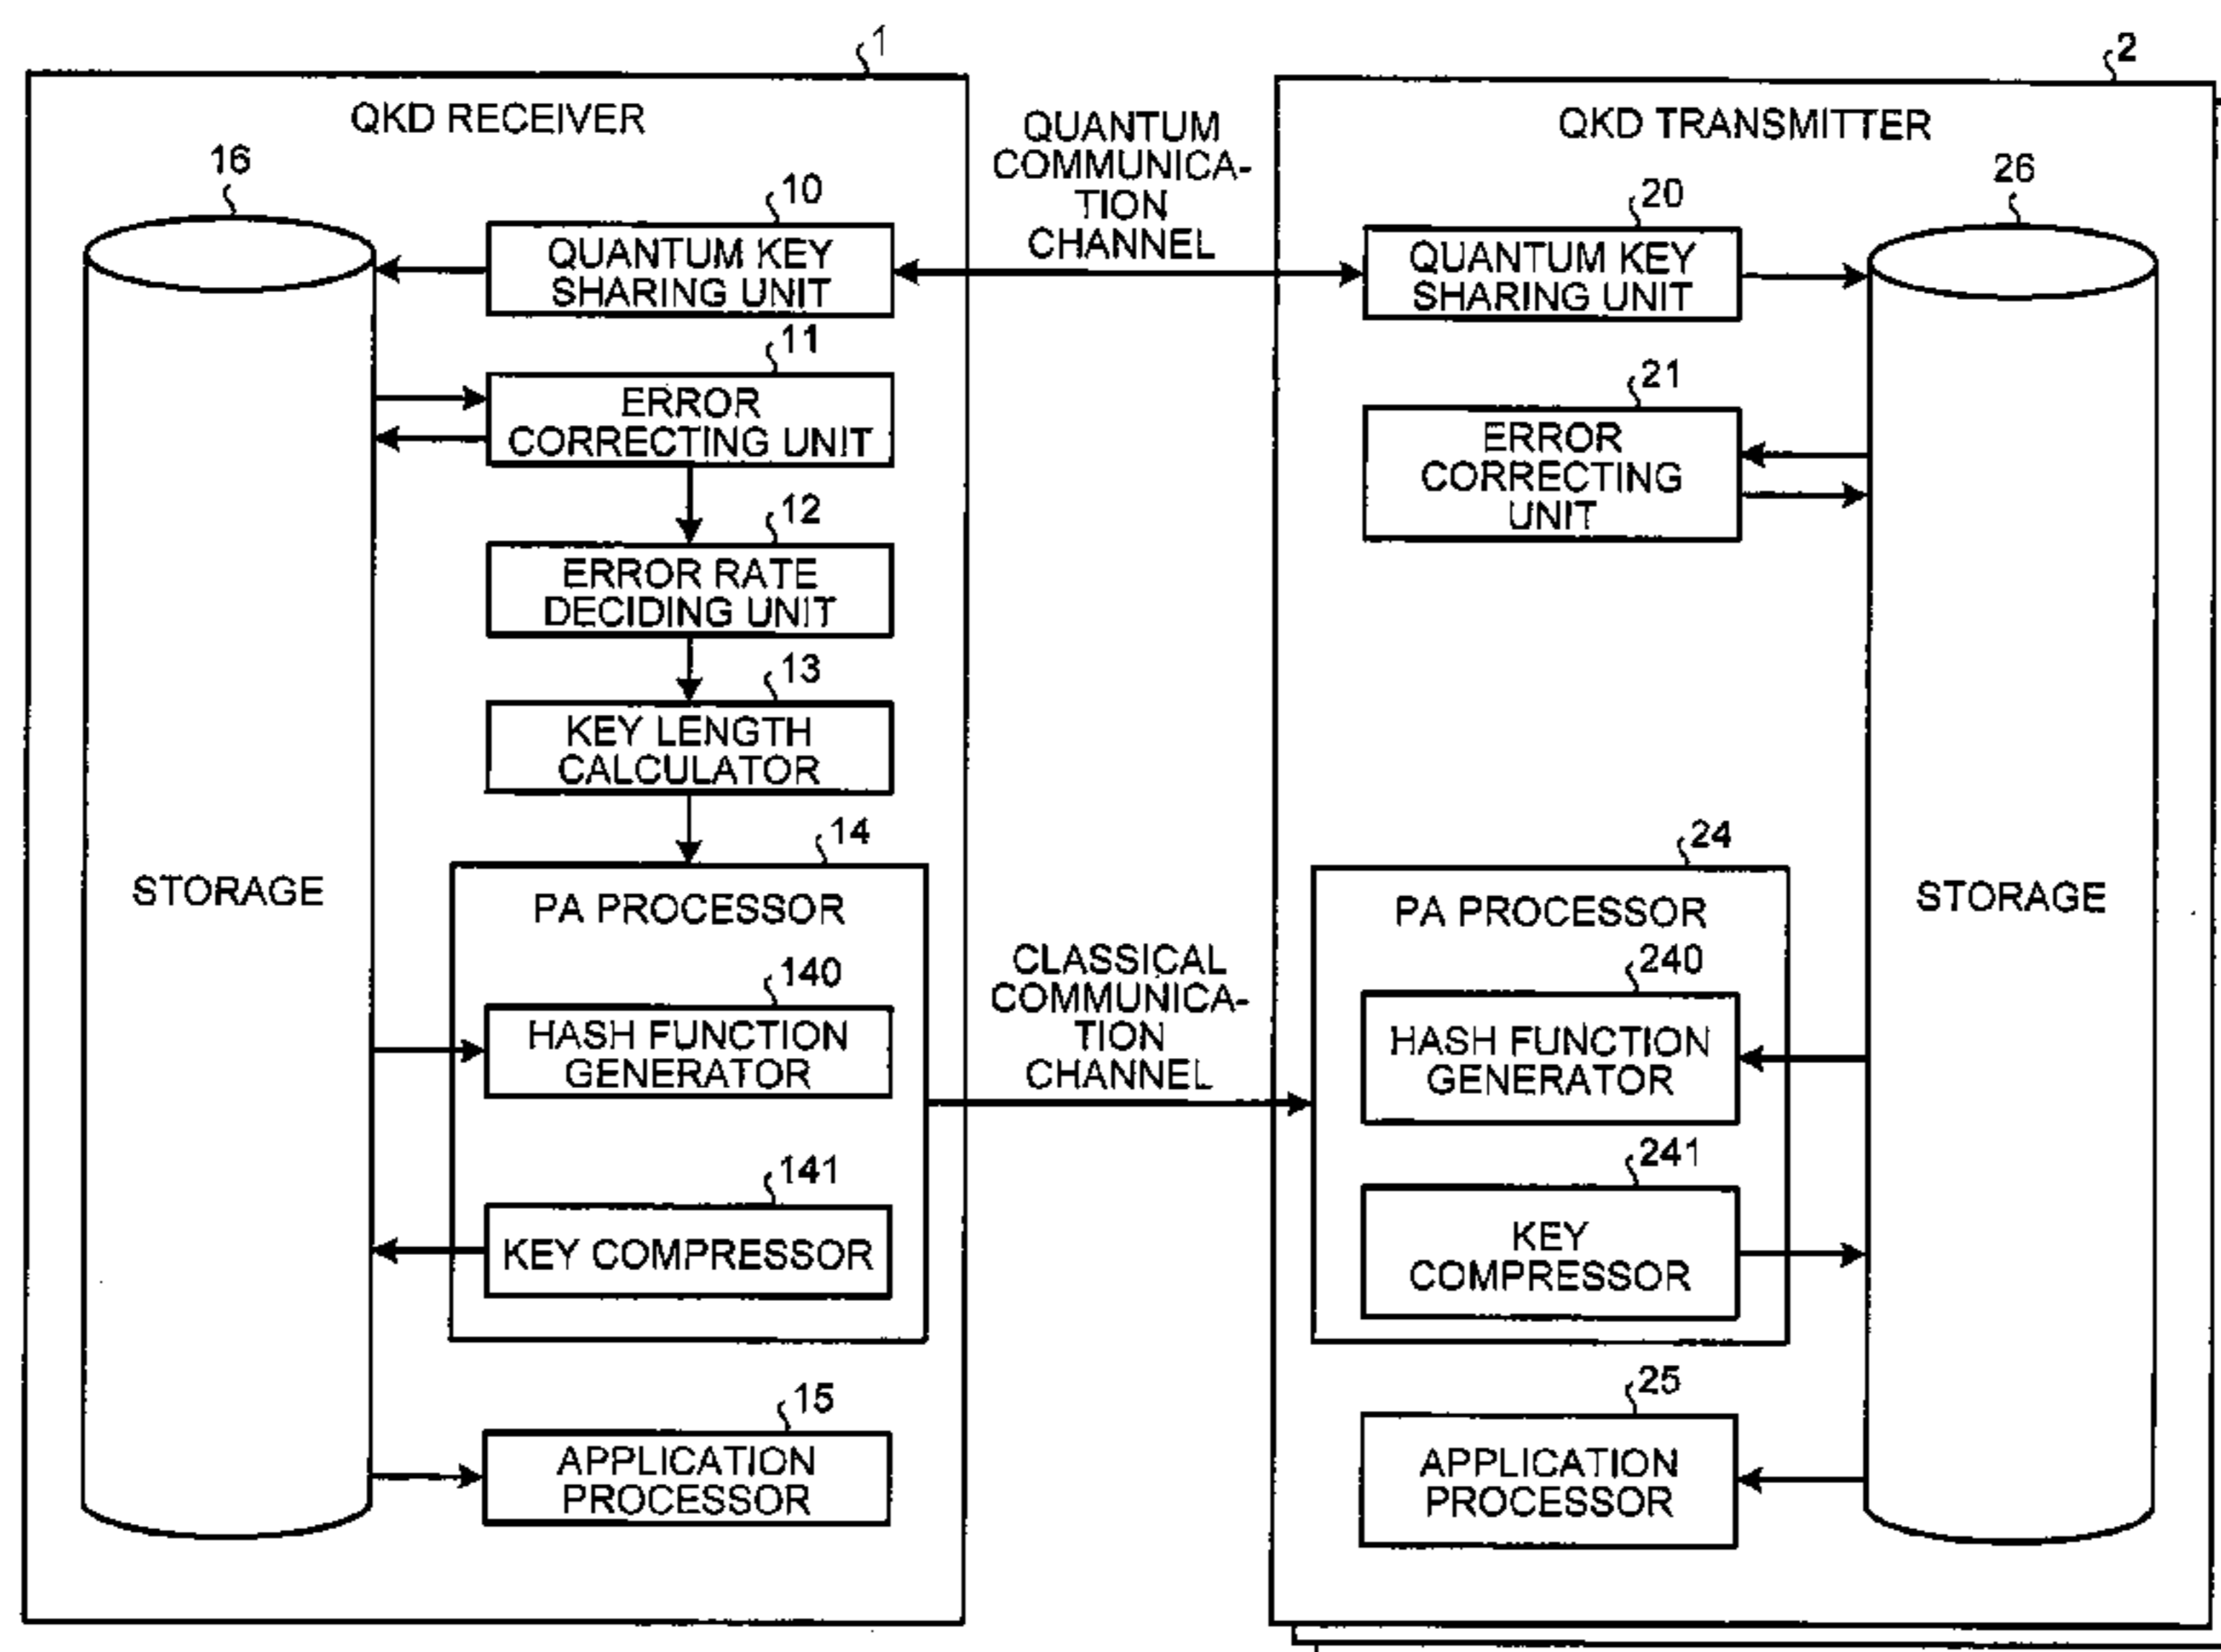 1
QKD RECEIVER
16
10
QUANTUM KEY
SHARING UNIT
11
ERROR
CORRECTING UNIT
12
ERROR RATE
DECIDING UNIT
13
KEY LENGTH
CALCULATOR
STORAGE
14
PA PROCESSOR
140
HASH FUNCTION
GENERATOR
141
KEY COMPRESSOR
15
APPLICATION
PROCESSOR
QUANTUM
COMMUNICA-
TION
CHANNEL
CLASSICAL
COMMUNICA-
TION
CHANNEL
2
QKD TRANSMITTER
20
QUANTUM KEY
SHARING UNIT
26
21
ERROR
CORRECTING
UNIT
24
PA PROCESSOR
STORAGE
240
HASH FUNCTION
GENERATOR
241
KEY
COMPRESSOR
25
APPLICATION
PROCESSOR